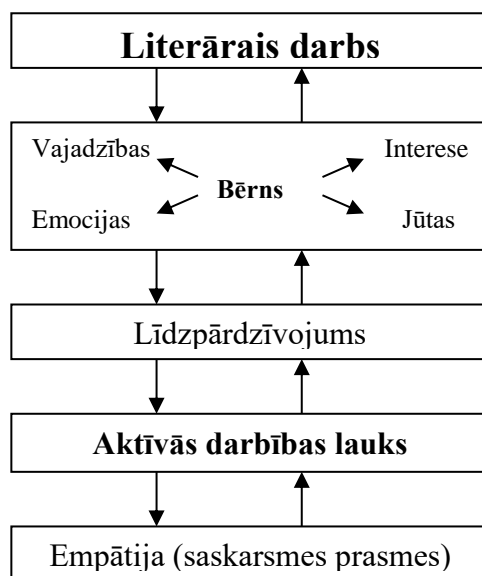 Literārais darbs
Vajadzības Interese
Bērns
Emocijas Jūtas
Līdzpārdzīvojums
Aktīvās darbības lauks
Empātija (saskarsmes prasmes)